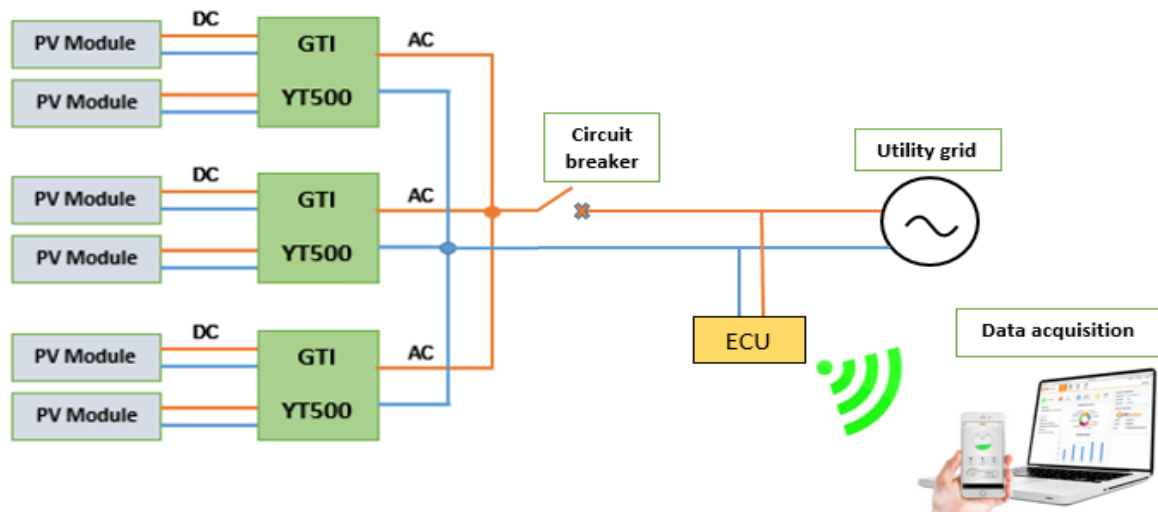 DC
AC
PV Module
GTI
PV Module
YT500
Circuit
breaker
Utility grid
DC
AC
PV Module
GTI
PV Module
YT500
DC
AC
PV Module
GTI
PV Module
YT500
ECU
Data acquisition